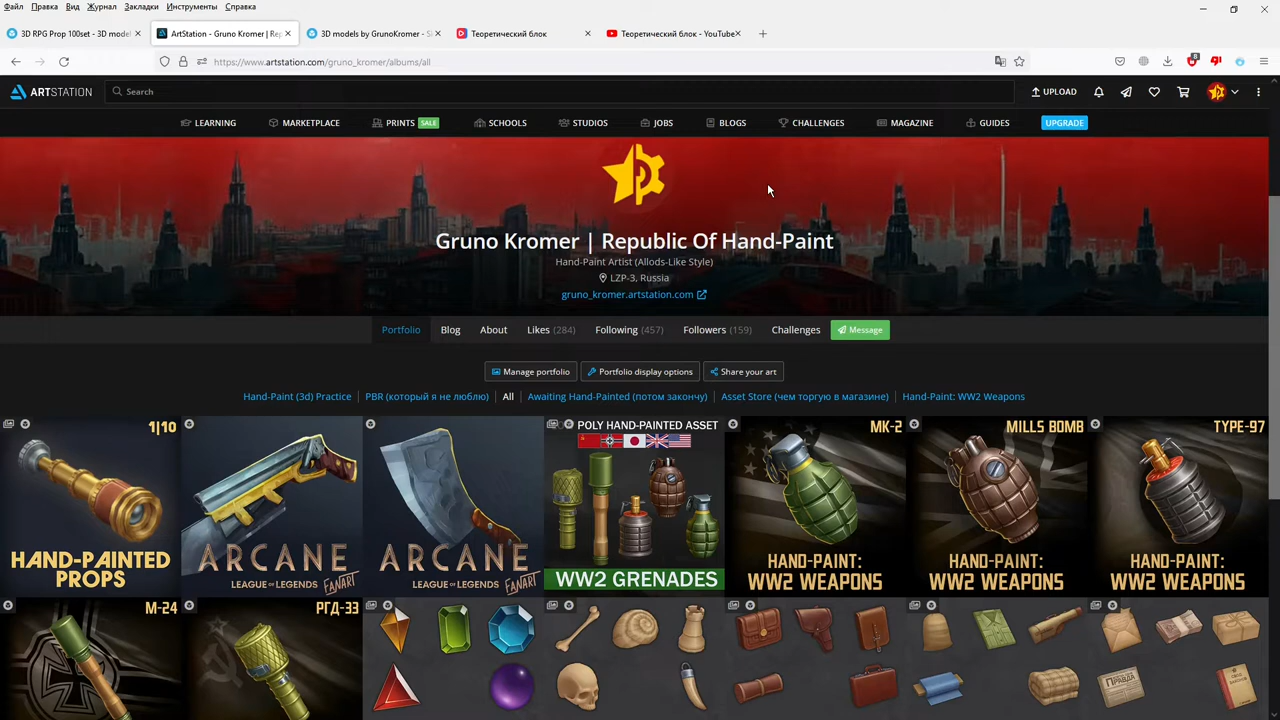 Файл Правка Вид Журнал Закладки Инструменты Справка
3D RPG Prop 100set - 3D model
ArtStation - Gruno Kromer | Rep
3D models by GrunoKromer - Sk
Теоретический блок
Теоретический блок - YouTube
https://www.artstation.com/gruno_kromer/albums/all
8
ARTSTATION
Search
UPLOAD
LEARNING
MARKETPLACE
PRINTS SALE
SCHOOLS
STUDIOS
JOBS
BLOGS
CHALLENGES
MAGAZINE
GUIDES
UPGRADE
Gruno Kromer | Republic Of Hand-Paint
Hand-Paint Artist (Allods-Like Style)
LZP-3, Russia
gruno_kromer.artstation.com
Portfolio Blog About Likes (284) Following (457) Followers (159) Challenges Message
Manage portfolio Portfolio display options Share your art
Hand-Paint (3d) Practice | PBR (который я не люблю) | All | Awaiting Hand-Painted (потом закончу) | Asset Store (чем торгую в магазине) | Hand-Paint: WW2 Weapons
1|10
HAND-PAINTED
PROPS
ARCANE
LEAGUE OF LEGENDS FANART
ARCANE
LEAGUE OF LEGENDS FANART
POLY HAND-PAINTED ASSET
WW2 GRENADES
MK-2
HAND-PAINT:
WW2 WEAPONS
MILLS BOMB
HAND-PAINT:
WW2 WEAPONS
TYPE-97
HAND-PAINT:
WW2 WEAPONS
M-24
РГД-33
ПРАВДА